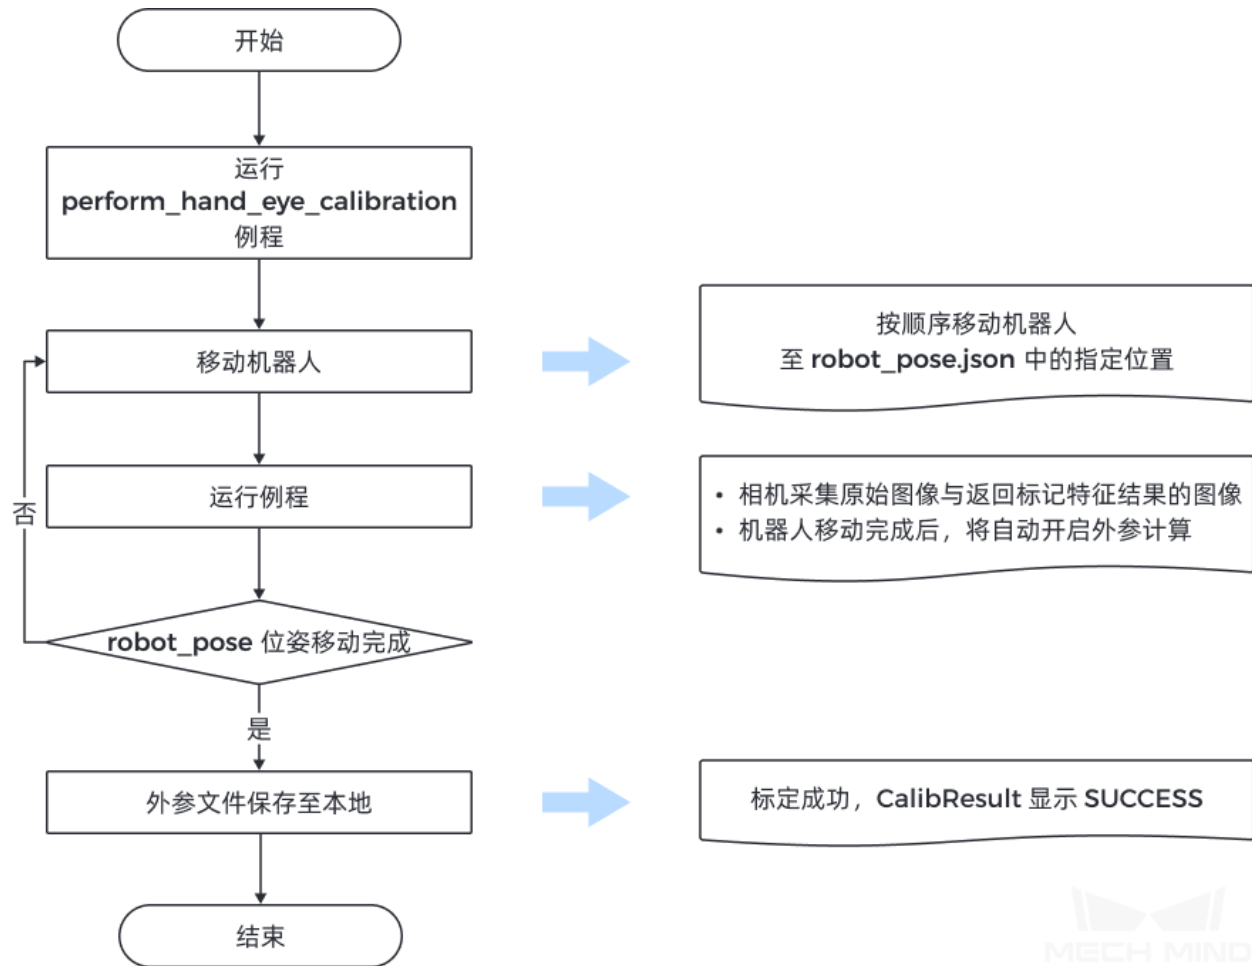 开始
运行
perform_hand_eye_calibration
例程
移动机器人
按顺序移动机器人
至 robot_pose.json 中的指定位置
运行例程
• 相机采集原始图像与返回标记特征结果的图像
• 机器人移动完成后，将自动开启外参计算
否
robot_pose 位姿移动完成
是
外参文件保存至本地
标定成功，CalibResult 显示 SUCCESS
结束
MECH MIND